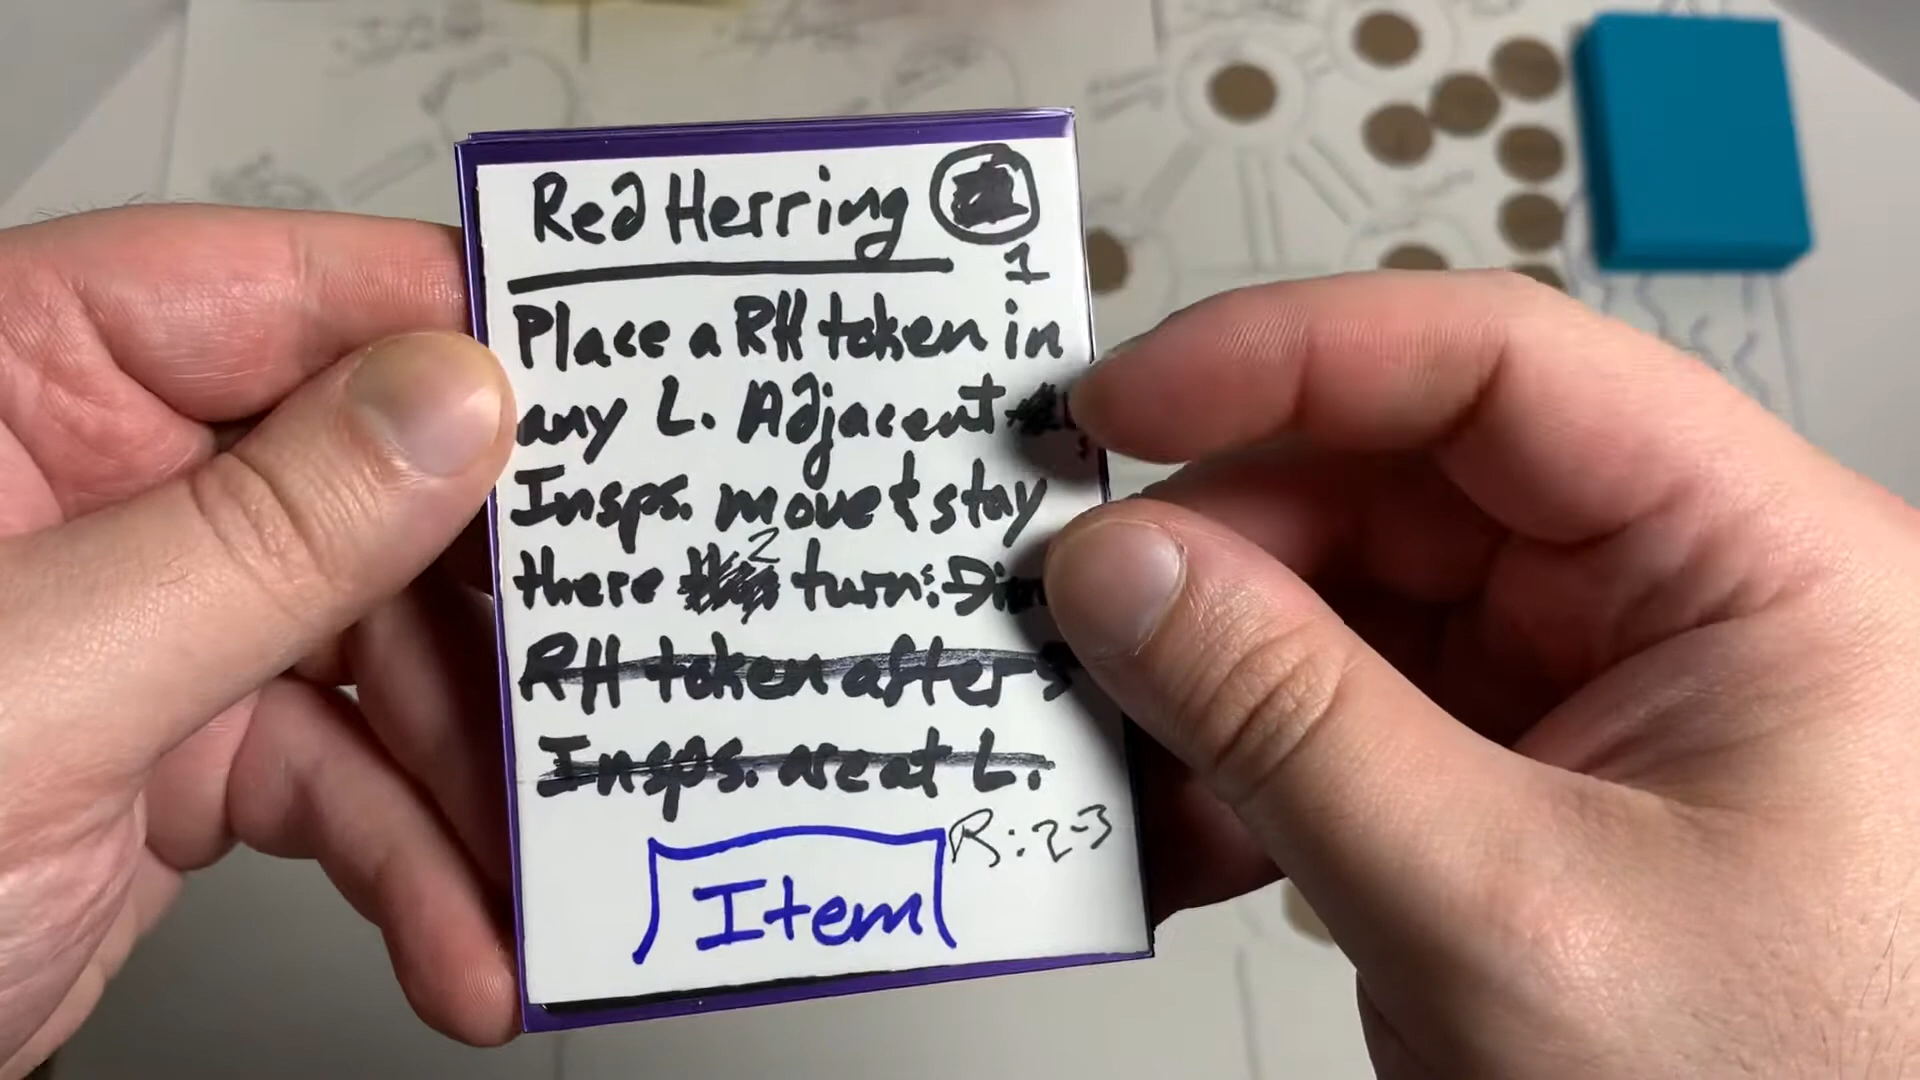 Red Herring
1
Place a RH token in
any L. Adjacent
Insps. move & stay
there 2 turn:
RH token after
Insps. are at L.
R: 2-3
Item